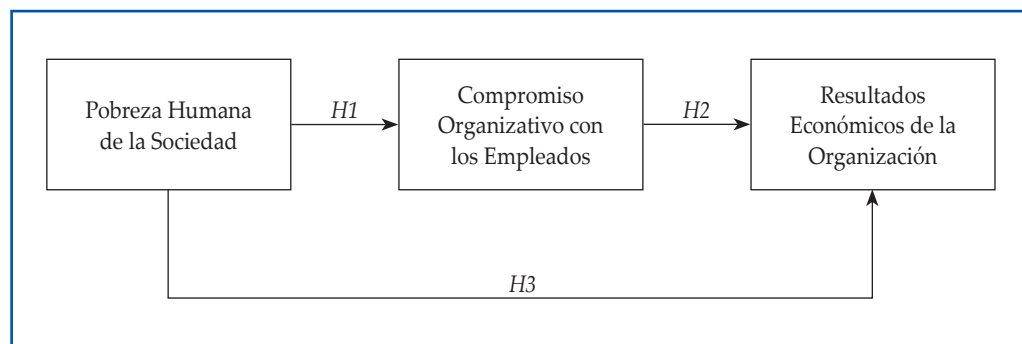 Pobreza Humana
de la Sociedad
H1
Compromiso
Organizativo con
los Empleados
H2
Resultados
Económicos de la
Organización
H3